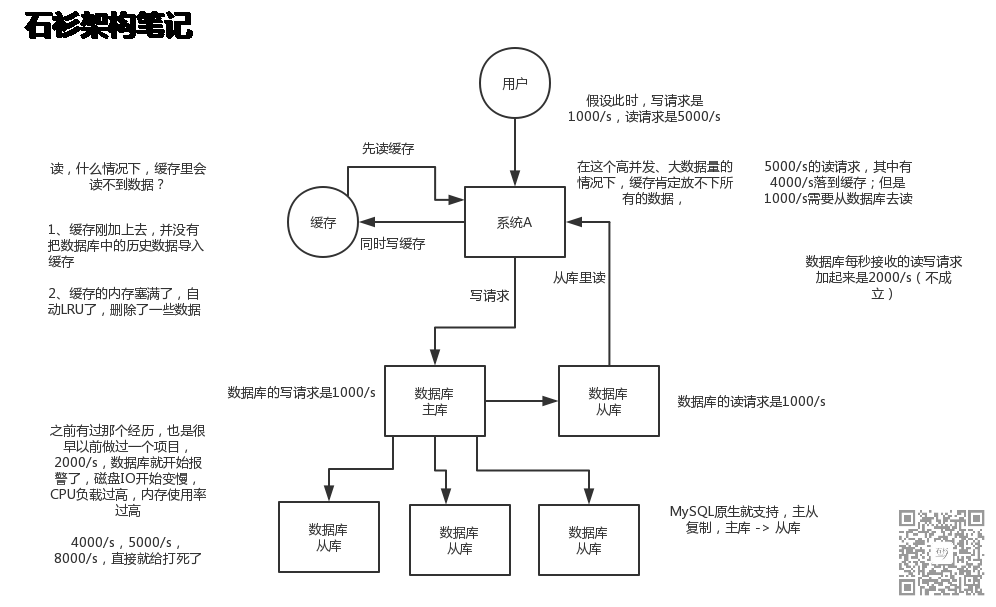 石杉架构笔记
用户
假设此时，写请求是
1000/s，读请求是5000/s
先读缓存
读，什么情况下，缓存里会
读不到数据？
1、缓存刚加上去，并没有
把数据库中的历史数据导入
缓存
2、缓存的内存塞满了，自
动LRU了，删除了一些数据
缓存
同时写缓存
系统A
在这个高并发、大数据量的
情况下，缓存肯定放不下所
有的数据，
5000/s的读请求，其中有
4000/s落到缓存；但是
1000/s需要从数据库去读
数据库每秒接收的读写请求
加起来是2000/s（不成
立）
从库里读
写请求
数据库的写请求是1000/s
数据库
主库
数据库
从库
数据库的读请求是1000/s
之前有过那个经历，也是很
早以前做过一个项目，
2000/s，数据库就开始报
警了，磁盘IO开始变慢，
CPU负载过高，内存使用率
过高
4000/s，5000/s，
8000/s，直接就给打死了
数据库
从库
数据库
从库
数据库
从库
MySQL原生就支持，主从
复制，主库 -> 从库